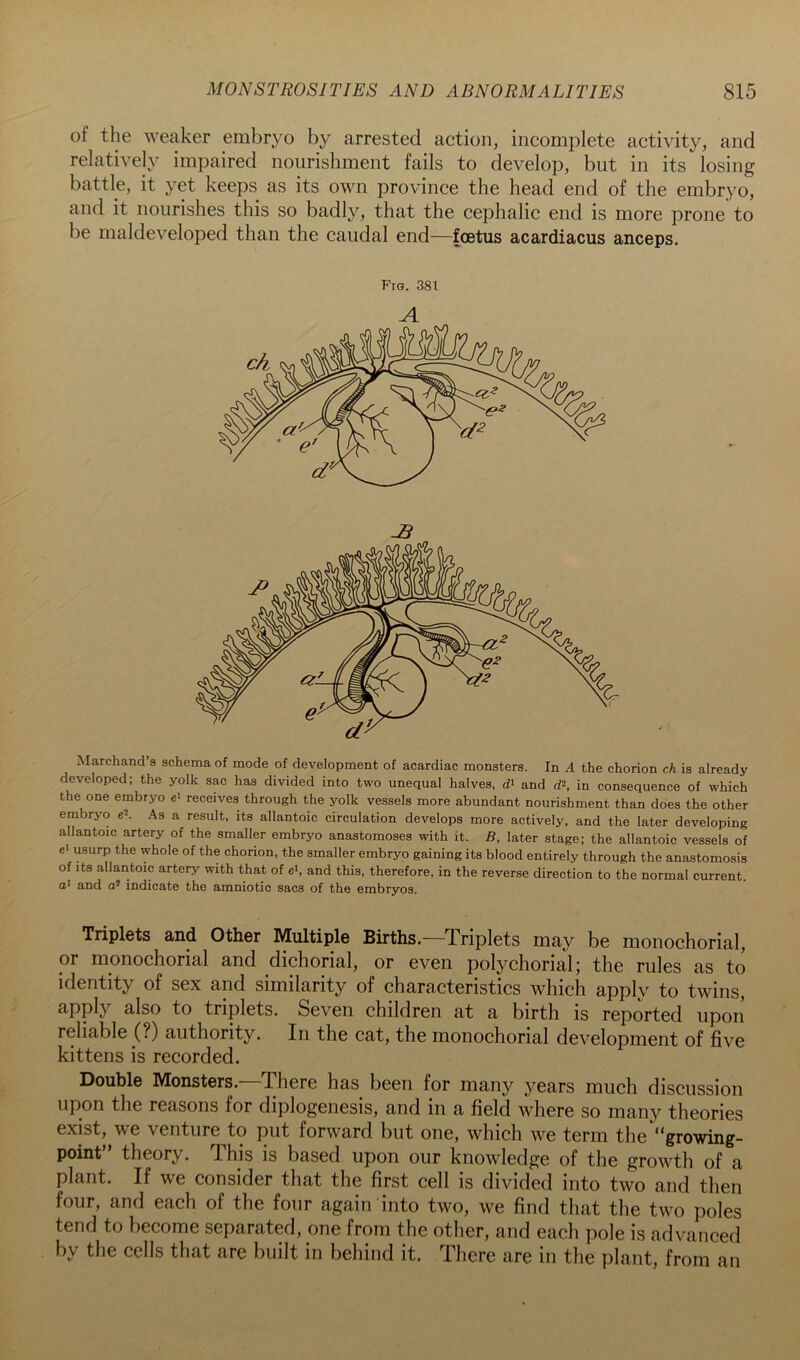 MONSTROSITIES AND ABNORMALITIES 815
of the weaker embryo by arrested action, incomplete activity, and
relatively impaired nourishment fails to develop, but in its losing
battle, it yet keeps as its own province the head end of the embryo,
and it nourishes this so badly, that the cephalic end is more prone to
be maldeveloped than the caudal end—fœtus acardiacus anceps.
Fig. 381
A
ch
a²
e²
d²
a¹
e¹
d¹
B
p
a²
e²
d²
a¹
e¹
d¹
Marchand's schema of mode of development of acardiac monsters. In A the chorion ch is already
developed; the yolk sac has divided into two unequal halves, d¹ and d², in consequence of which
the one embryo e¹ receives through the yolk vessels more abundant nourishment than does the other
embryo e². As a result, its allantoic circulation develops more actively, and the later developing
allantoic artery of the smaller embryo anastomoses with it. B, later stage; the allantoic vessels of
e¹ usurp the whole of the chorion, the smaller embryo gaining its blood entirely through the anastomosis
of its allantoic artery with that of e¹, and this, therefore, in the reverse direction to the normal current.
a¹ and a² indicate the amniotic sacs of the embryos.
Triplets and Other Multiple Births.—Triplets may be monochorial,
or monochorial and dichorial, or even polychorial; the rules as to
identity of sex and similarity of characteristics which apply to twins,
apply also to triplets. Seven children at a birth is reported upon
reliable (?) authority. In the cat, the monochorial development of five
kittens is recorded.
Double Monsters.—There has been for many years much discussion
upon the reasons for diplogenesis, and in a field where so many theories
exist, we venture to put forward but one, which we term the "growing-
point" theory. This is based upon our knowledge of the growth of a
plant. If we consider that the first cell is divided into two and then
four, and each of the four again into two, we find that the two poles
tend to become separated, one from the other, and each pole is advanced
by the cells that are built in behind it. There are in the plant, from an